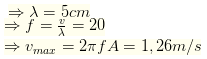 ⇒ λ = 5cm
⇒ f = v/λ = 20
⇒ v_max = 2πfA = 1,26m/s